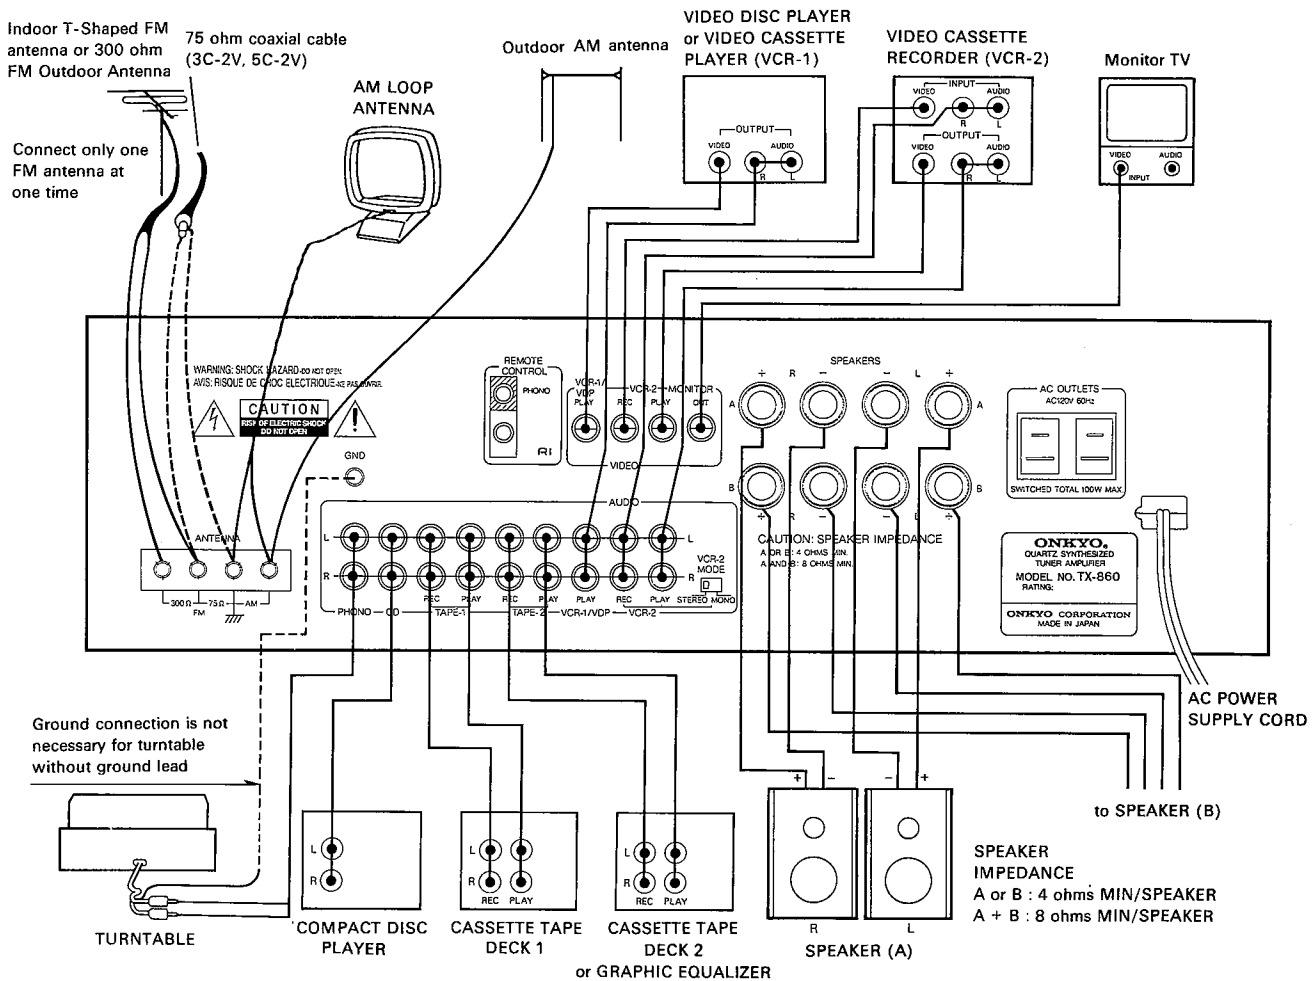 Indoor T-Shaped FM
antenna or 300 ohm
FM Outdoor Antenna
75 ohm coaxial cable
(3C-2V, 5C-2V)
Connect only one
FM antenna at
one time
AM LOOP
ANTENNA
Outdoor AM antenna
VIDEO DISC PLAYER
or VIDEO CASSETTE
PLAYER (VCR-1)
OUTPUT
VIDEO AUDIO
R L
VIDEO CASSETTE
RECORDER (VCR-2)
INPUT
VIDEO AUDIO
R L
OUTPUT
VIDEO AUDIO
R L
Monitor TV
VIDEO AUDIO
INPUT
WARNING: SHOCK HAZARD-DO NOT OPEN.
AVIS: RISQUE DE CHOC ELECTRIQUE-NE PAS OUVRIR.
CAUTION
RISK OF ELECTRIC SHOCK
DO NOT OPEN
!
GND
REMOTE
CONTROL
PHONO
RI
VCR-1/
VDP VCR-2 MONITOR
PLAY REC PLAY OUT
VIDEO
SPEAKERS
+ R − − L +
A A
B B
+ R − − L +
CAUTION: SPEAKER IMPEDANCE
A OR B: 4 OHMS MIN.
A AND B: 8 OHMS MIN.
AC OUTLETS
AC120V 60Hz
SWITCHED TOTAL 100W MAX.
ONKYO®
QUARTZ SYNTHESIZED
TUNER AMPLIFIER
MODEL NO. TX-860
RATING:
ONKYO CORPORATION
MADE IN JAPAN
ANTENNA
300 Ω 75 Ω AM
FM
AUDIO
L L
R R
VCR-2
MODE
STEREO MONO
REC PLAY REC PLAY PLAY REC PLAY
PHONO CD TAPE-1 TAPE-2 VCR-1/VDP VCR-2
AC POWER
SUPPLY CORD
Ground connection is not
necessary for turntable
without ground lead
TURNTABLE
L
R
COMPACT DISC
PLAYER
L
R
REC PLAY
CASSETTE TAPE
DECK 1
L
R
REC PLAY
CASSETTE TAPE
DECK 2
or GRAPHIC EQUALIZER
+ − − +
R L
SPEAKER (A)
to SPEAKER (B)
SPEAKER
IMPEDANCE
A or B : 4 ohms MIN/SPEAKER
A + B : 8 ohms MIN/SPEAKER